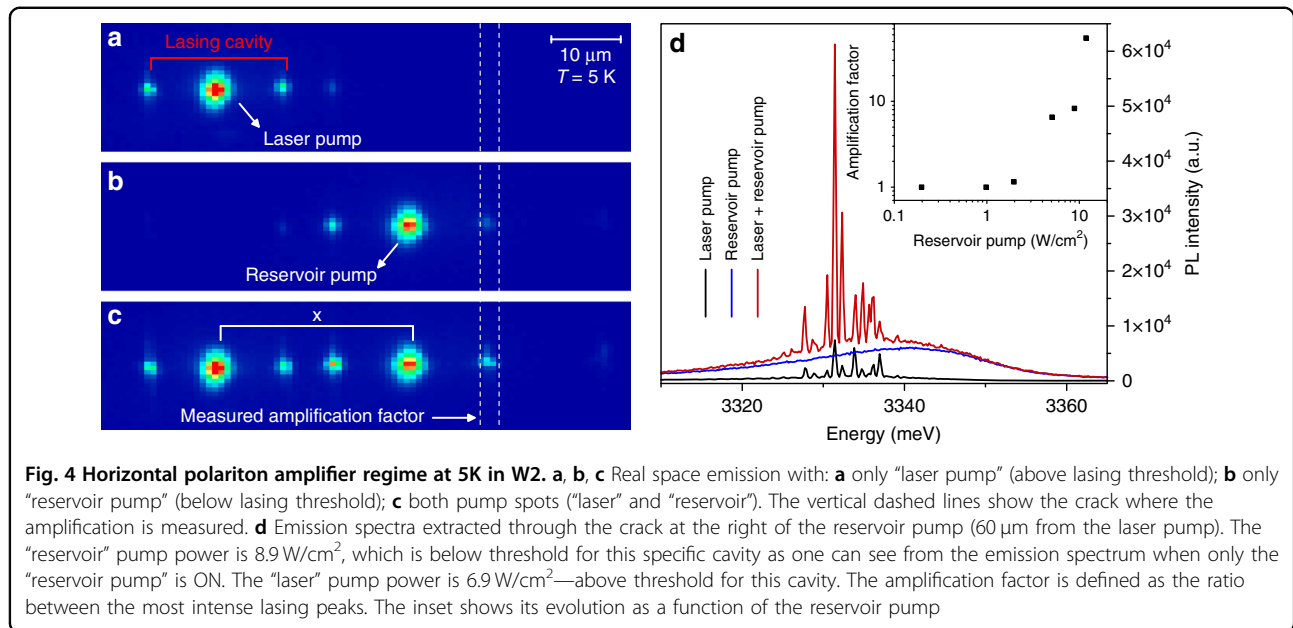 a
Lasing cavity
10 μm
T = 5 K
Laser pump
b
Reservoir pump
c
x
Measured amplification factor
d
Laser pump
Reservoir pump
Laser + reservoir pump
Amplification factor
10
1
0.1 1 10
Reservoir pump (W/cm²)
6×10⁴
5×10⁴
4×10⁴
3×10⁴
2×10⁴
1×10⁴
0
PL intensity (a.u.)
3320 3340 3360
Energy (meV)
Fig. 4 Horizontal polariton amplifier regime at 5K in W2. a, b, c Real space emission with: a only “laser pump” (above lasing threshold); b only
“reservoir pump” (below lasing threshold); c both pump spots (“laser” and “reservoir”). The vertical dashed lines show the crack where the
amplification is measured. d Emission spectra extracted through the crack at the right of the reservoir pump (60 μm from the laser pump). The
“reservoir” pump power is 8.9 W/cm², which is below threshold for this specific cavity as one can see from the emission spectrum when only the
“reservoir pump” is ON. The “laser” pump power is 6.9 W/cm²—above threshold for this cavity. The amplification factor is defined as the ratio
between the most intense lasing peaks. The inset shows its evolution as a function of the reservoir pump